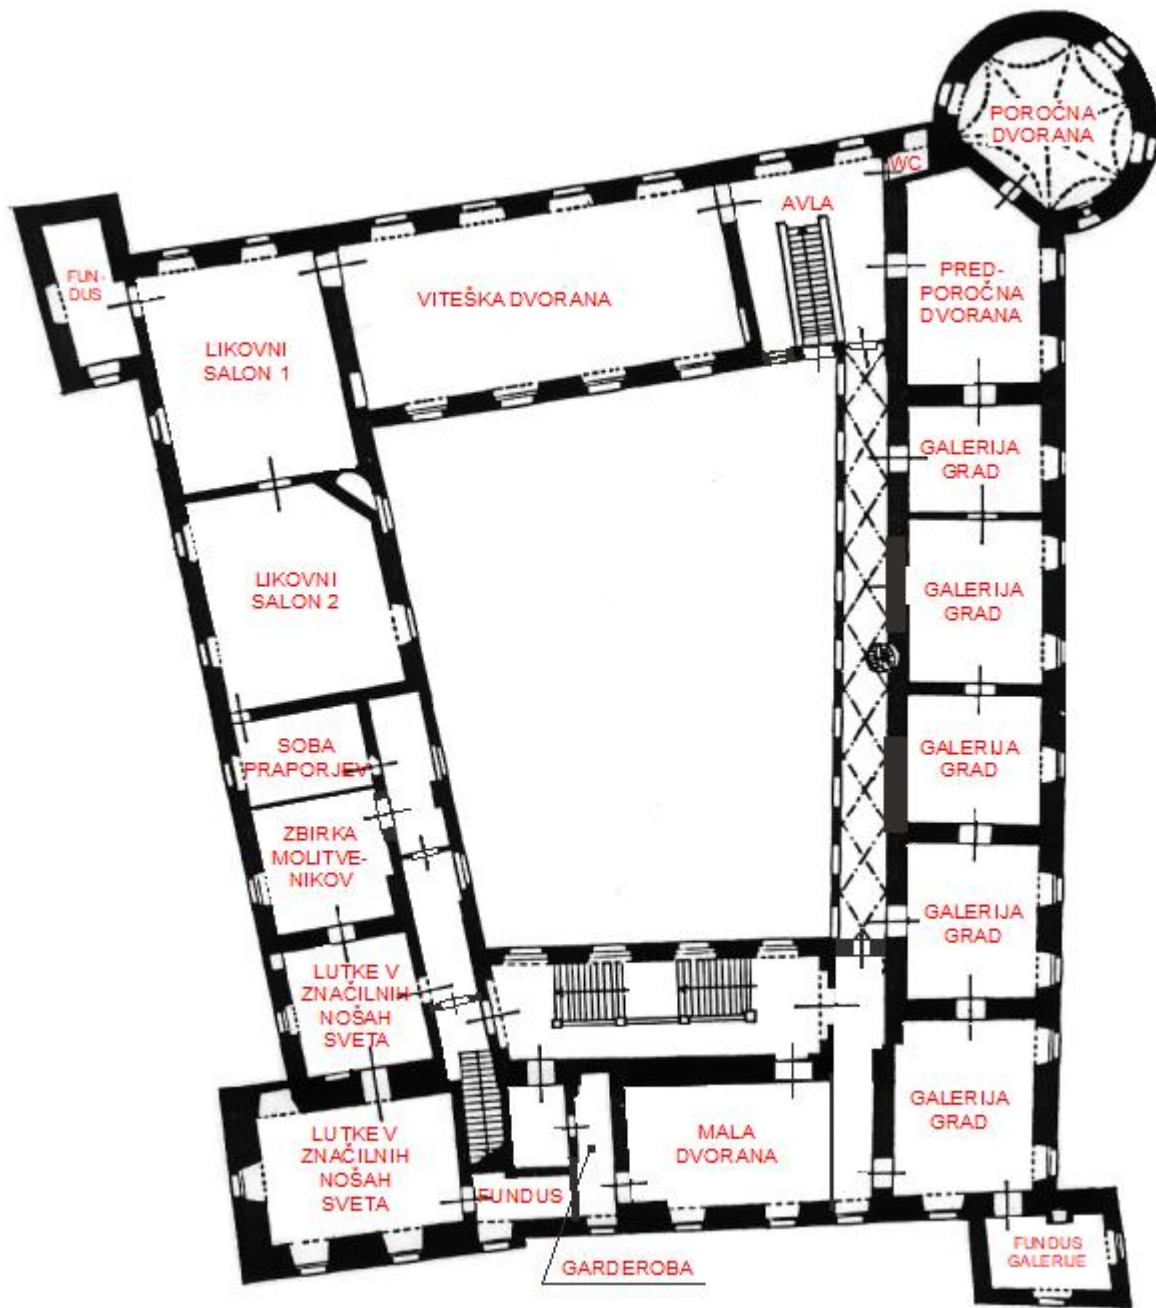 POROČNA
DVORANA
WC
AVLA
FUN-
DUS
VITEŠKA DVORANA
PRED-
POROČNA
DVORANA
LIKOVNI
SALON 1
GALERIJA
GRAD
LIKOVNI
SALON 2
GALERIJA
GRAD
SOBA
PRAPORJEV
GALERIJA
GRAD
ZBIRKA
MOLITVE-
NIKOV
GALERIJA
GRAD
LUTKE V
ZNAČILNIH
NOŠAH
SVETA
GALERIJA
GRAD
LUTKE V
ZNAČILNIH
NOŠAH
SVETA
MALA
DVORANA
FUNDUS
FUNDUS
GALERIJE
GARDEROBA